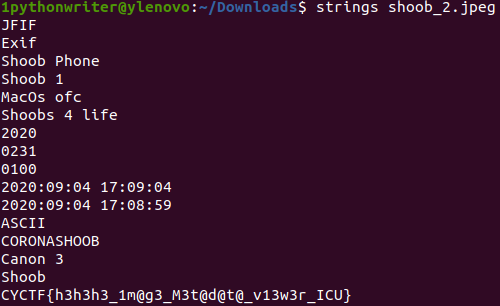 1pythonwriter@ylenovo:~/Downloads$ strings shoob_2.jpeg
JFIF
Exif
Shoob Phone
Shoob 1
MacOs ofc
Shoobs 4 life
2020
0231
0100
2020:09:04 17:09:04
2020:09:04 17:08:59
ASCII
CORONASHOOB
Canon 3
Shoob
CYCTF{h3h3h3_1m@g3_M3t@d@t@_v13w3r_ICU}